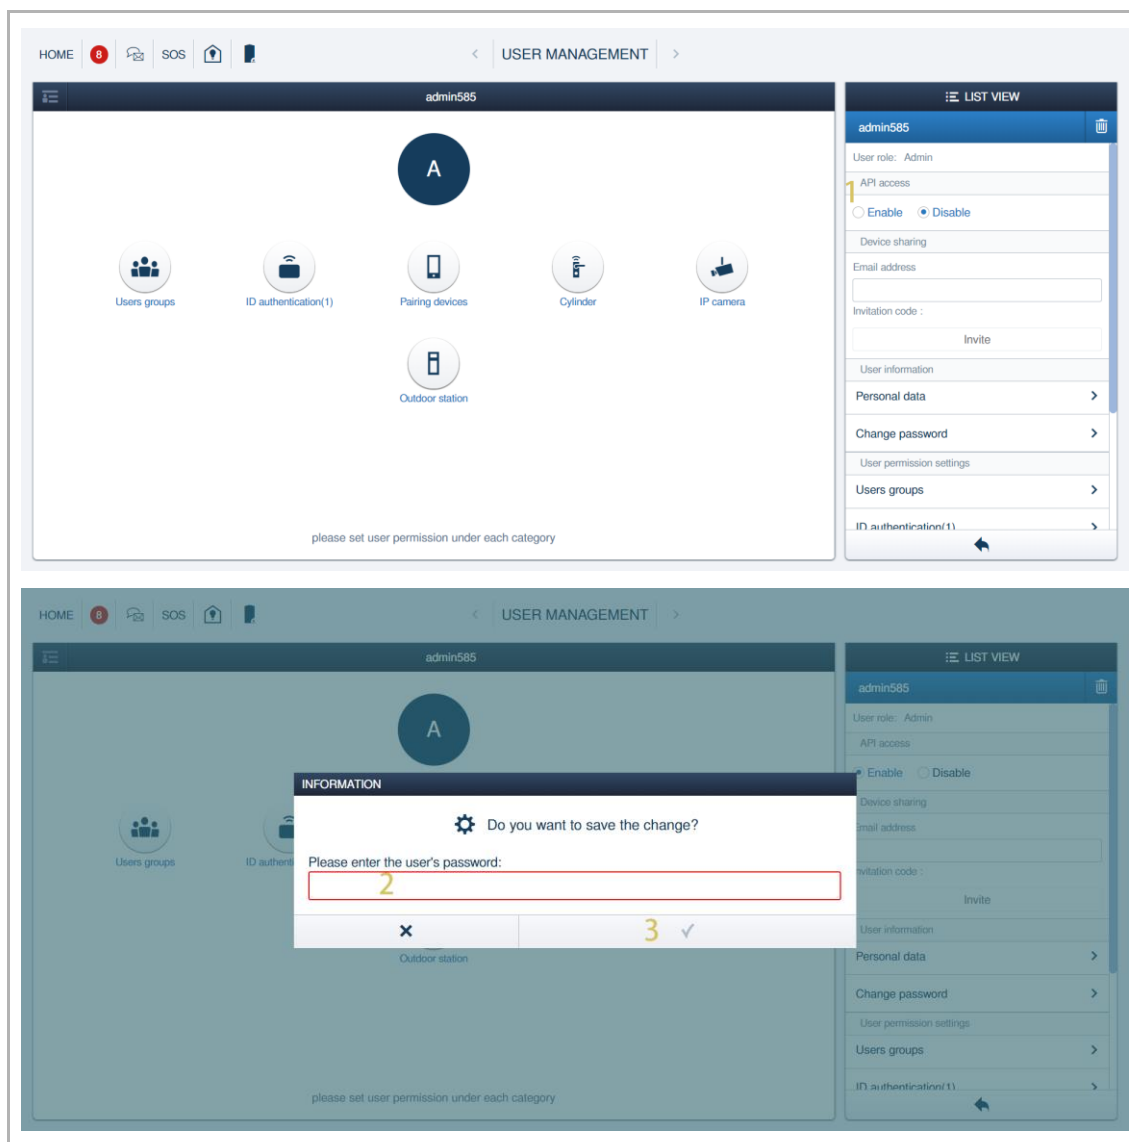 HOME 8 SOS < USER MANAGEMENT >
admin585
A
Users groups ID authentication(1) Pairing devices Cylinder IP camera
Outdoor station
please set user permission under each category
LIST VIEW
admin585
User role: Admin
API access
1
Enable Disable
Device sharing
Email address
Invitation code :
Invite
User information
Personal data >
Change password >
User permission settings
Users groups >
ID authentication(1) >
HOME 8 SOS < USER MANAGEMENT >
admin585
A
Users groups ID authenti
Outdoor station
please set user permission under each category
INFORMATION
Do you want to save the change?
Please enter the user's password:
2
3
LIST VIEW
admin585
User role: Admin
API access
Enable Disable
Device sharing
Email address
Invitation code :
Invite
User information
Personal data >
Change password >
User permission settings
Users groups >
ID authentication(1) >